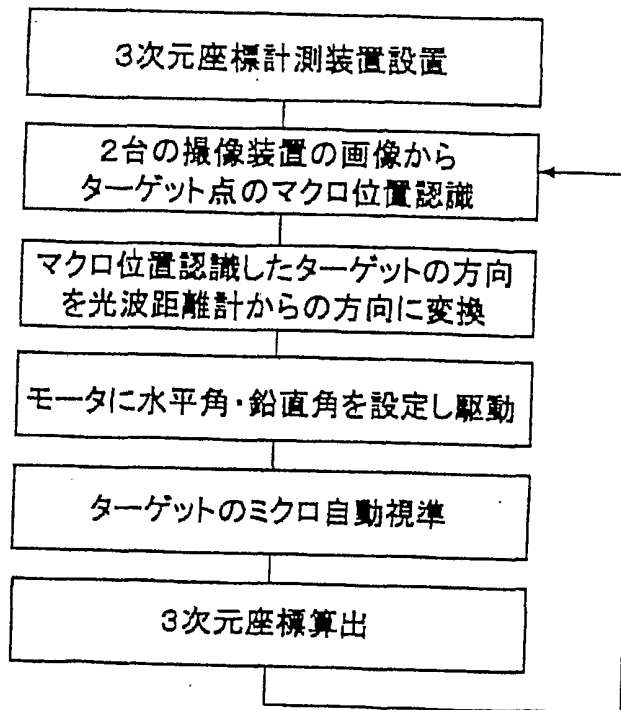 3次元座標計測装置設置
2台の撮像装置の画像から
ターゲット点のマクロ位置認識
マクロ位置認識したターゲットの方向
を光波距離計からの方向に変換
モータに水平角・鉛直角を設定し駆動
ターゲットのミクロ自動視準
3次元座標算出